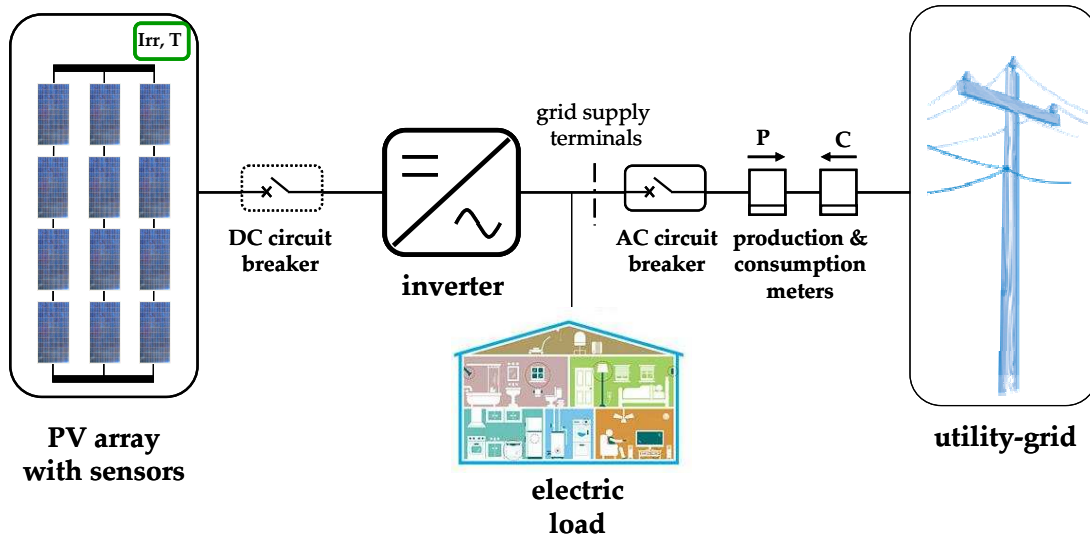 Irr, T
grid supply
terminals
P
C
DC circuit
breaker
inverter
AC circuit
breaker
production &
consumption
meters
PV array
with sensors
electric
load
utility-grid